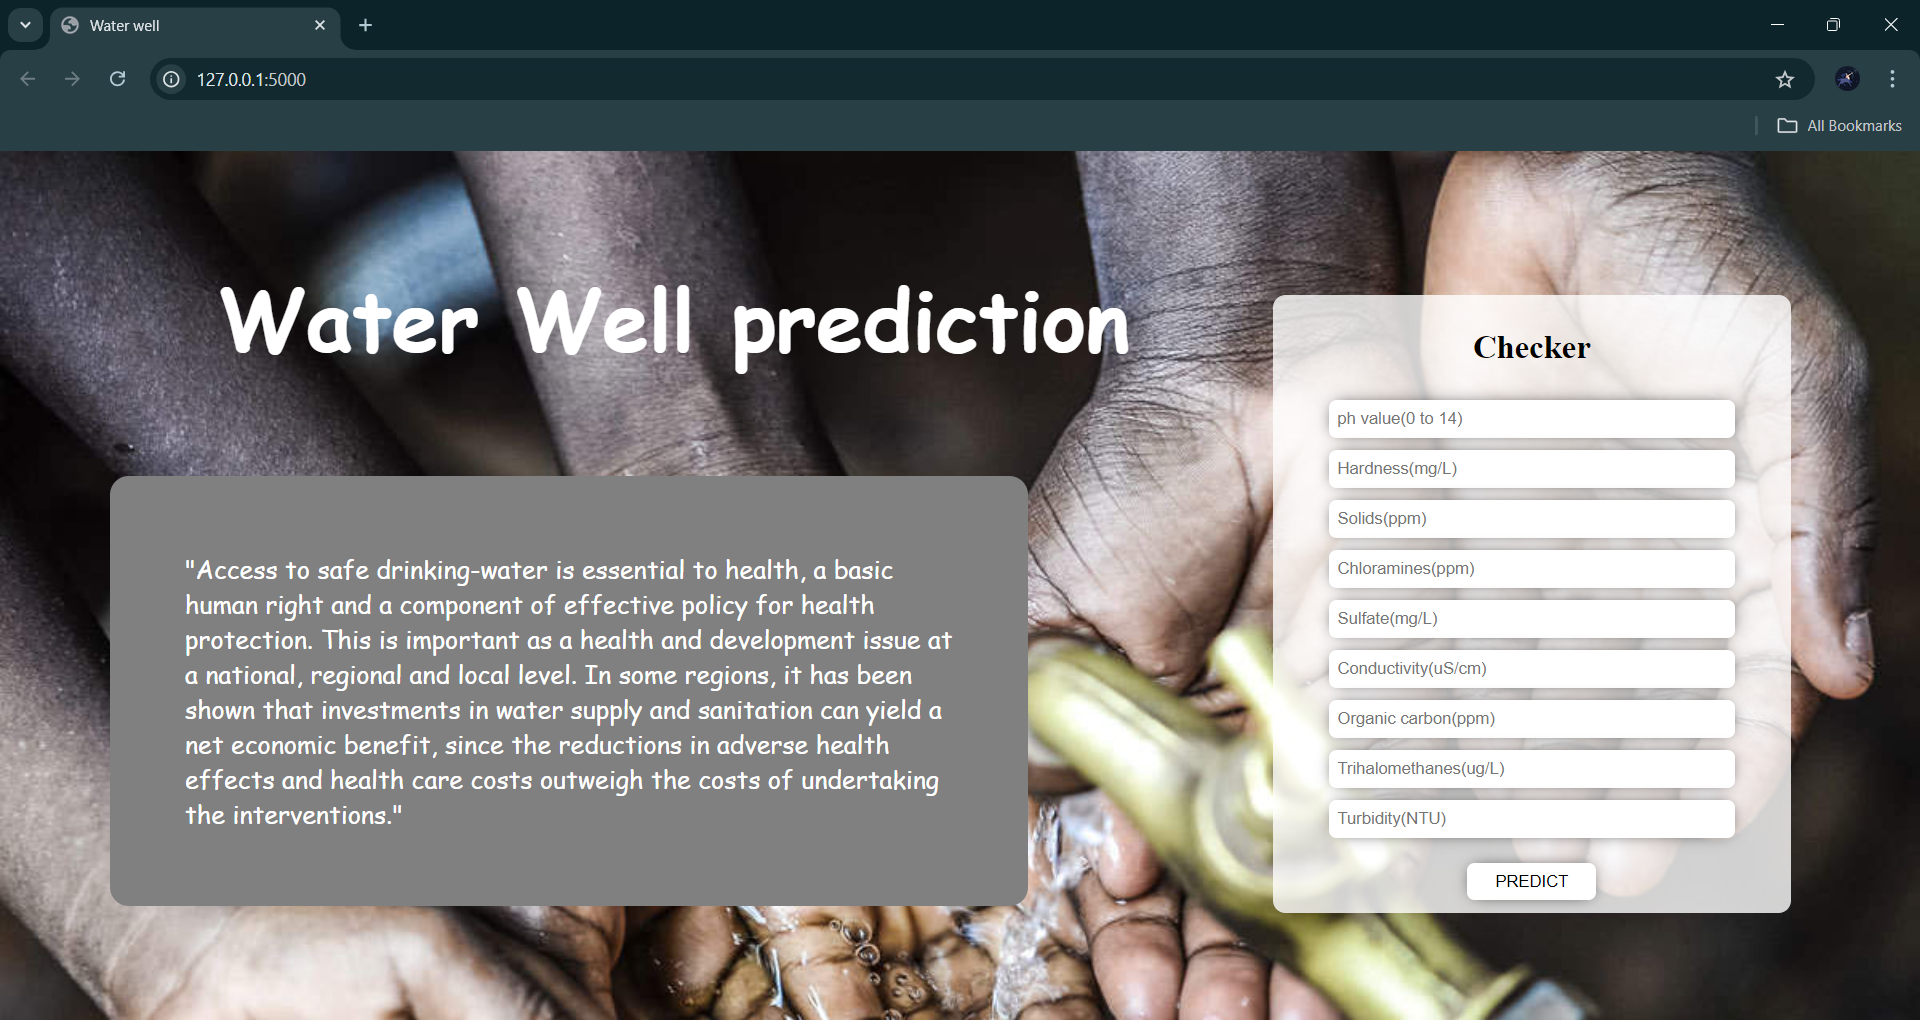 Water well
127.0.0.1:5000
All Bookmarks
Water Well prediction
"Access to safe drinking-water is essential to health, a basic
human right and a component of effective policy for health
protection. This is important as a health and development issue at
a national, regional and local level. In some regions, it has been
shown that investments in water supply and sanitation can yield a
net economic benefit, since the reductions in adverse health
effects and health care costs outweigh the costs of undertaking
the interventions."
Checker
ph value(0 to 14)
Hardness(mg/L)
Solids(ppm)
Chloramines(ppm)
Sulfate(mg/L)
Conductivity(uS/cm)
Organic carbon(ppm)
Trihalomethanes(ug/L)
Turbidity(NTU)
PREDICT